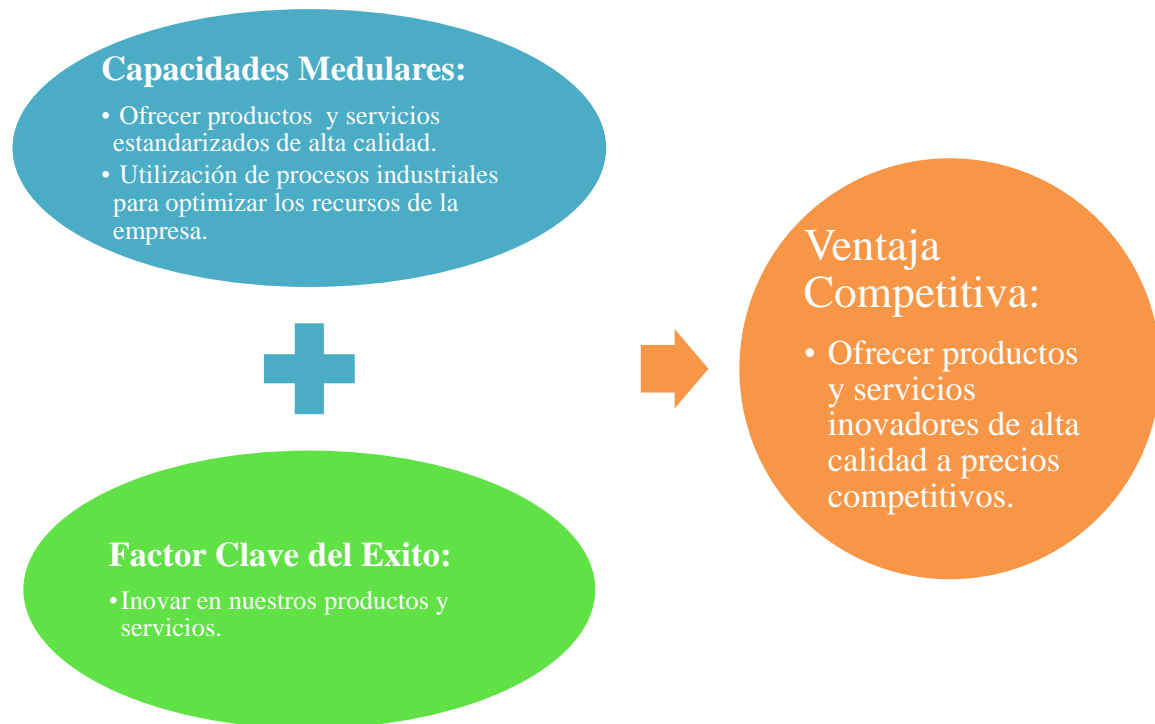 Capacidades Medulares:
• Ofrecer productos y servicios
estandarizados de alta calidad.
• Utilización de procesos industriales
para optimizar los recursos de la
empresa.
Factor Clave del Exito:
• Inovar en nuestros productos y
servicios.
Ventaja
Competitiva:
• Ofrecer productos
y servicios
inovadores de alta
calidad a precios
competitivos.